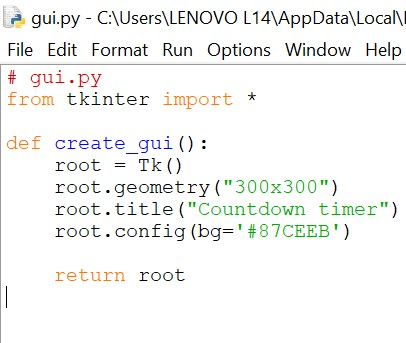 gui.py - C:\Users\LENOVO L14\AppData\Local\
File Edit Format Run Options Window Help
# gui.py
from tkinter import *

def create_gui():
    root = Tk()
    root.geometry("300x300")
    root.title("Countdown timer")
    root.config(bg='#87CEEB')

    return root